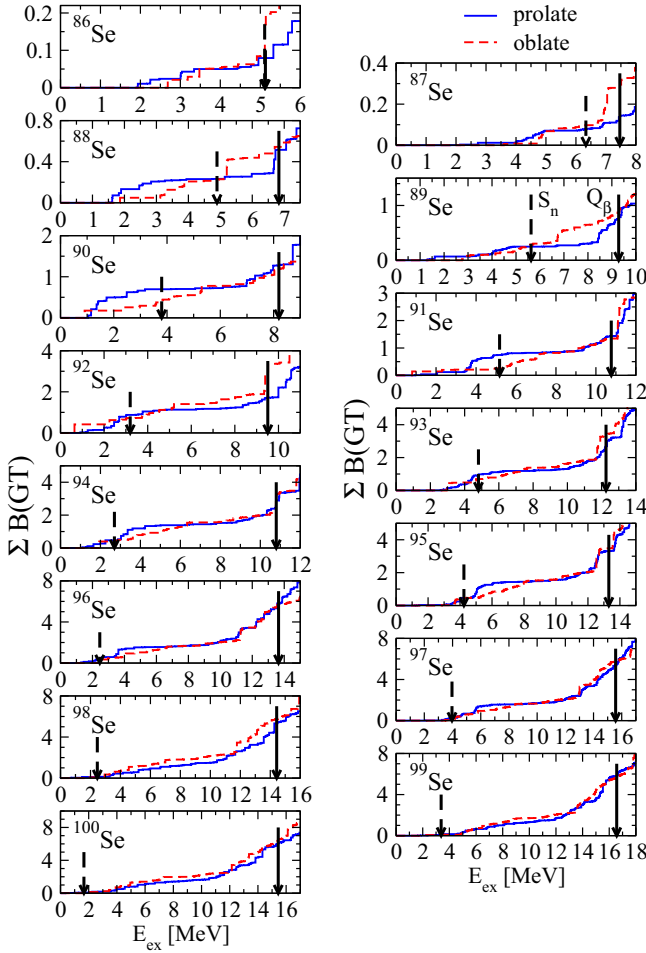 prolate
oblate
86Se
0
0.1
0.2
0 1 2 3 4 5 6
87Se
0
0.2
0.4
0 1 2 3 4 5 6 7 8
88Se
0
0.4
0.8
0 1 2 3 4 5 6 7
89Se
Sn
Qβ
0
1
0 1 2 3 4 5 6 7 8 9 10
90Se
0
1
2
0 2 4 6 8
91Se
0
1
2
3
0 2 4 6 8 10 12
92Se
0
2
4
0 2 4 6 8 10
93Se
0
2
4
0 2 4 6 8 10 12 14
94Se
0
2
4
0 2 4 6 8 10 12
95Se
0
2
4
0 2 4 6 8 10 12 14
96Se
0
4
8
0 2 4 6 8 10 12 14
97Se
0
4
8
0 2 4 6 8 10 12 14 16
98Se
0
4
8
0 2 4 6 8 10 12 14 16
99Se
0
4
8
0 2 4 6 8 10 12 14 16 18
100Se
0
4
8
0 2 4 6 8 10 12 14 16
Σ B(GT)
Σ B(GT)
Eex [MeV]
Eex [MeV]